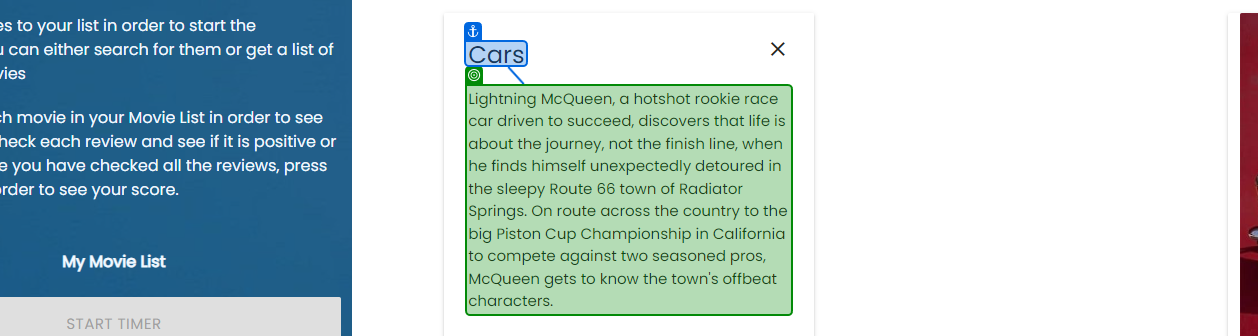 es to your list in order to start the
u can either search for them or get a list of
vies
ch movie in your Movie List in order to see
heck each review and see if it is positive or
e you have checked all the reviews, press
order to see your score.
My Movie List
START TIMER
Cars
Lightning McQueen, a hotshot rookie race
car driven to succeed, discovers that life is
about the journey, not the finish line, when
he finds himself unexpectedly detoured in
the sleepy Route 66 town of Radiator
Springs. On route across the country to the
big Piston Cup Championship in California
to compete against two seasoned pros,
McQueen gets to know the town's offbeat
characters.